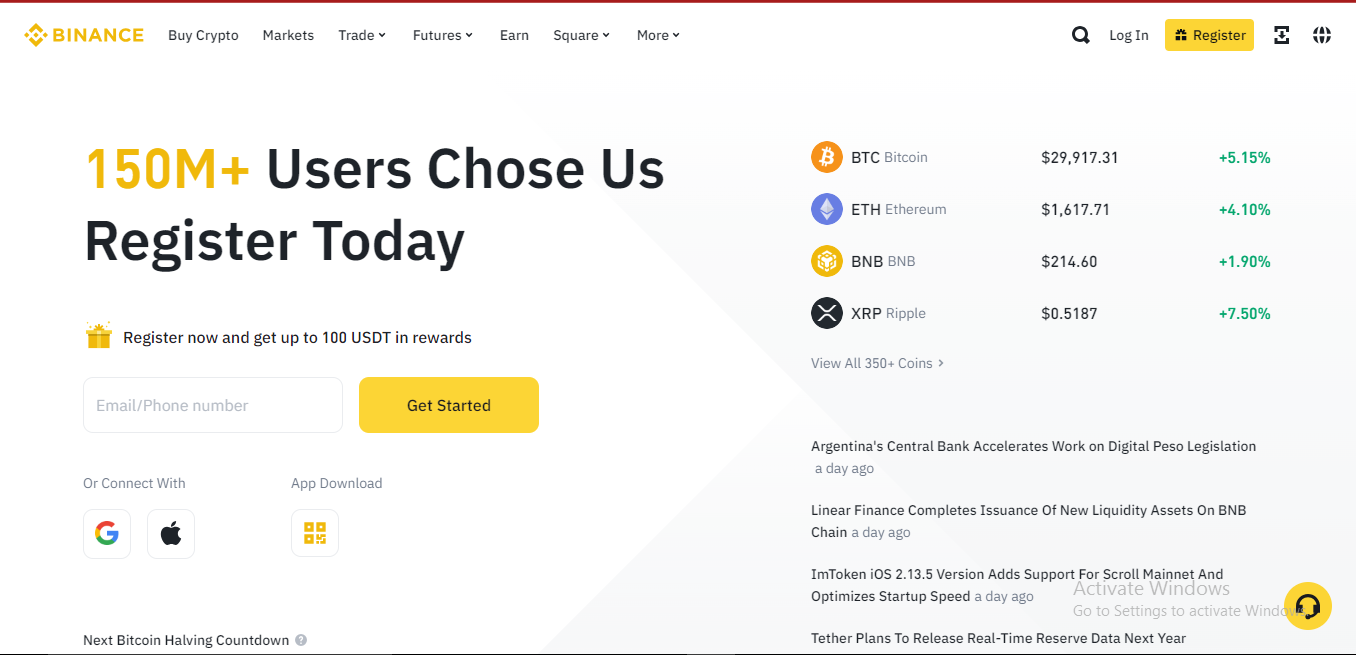 BINANCE Buy Crypto Markets Trade Futures Earn Square More Log In Register
150M+ Users Chose Us
Register Today
Register now and get up to 100 USDT in rewards
Email/Phone number Get Started
Or Connect With App Download
Next Bitcoin Halving Countdown ?
BTC Bitcoin $29,917.31 +5.15%
ETH Ethereum $1,617.71 +4.10%
BNB BNB $214.60 +1.90%
XRP Ripple $0.5187 +7.50%
View All 350+ Coins >
Argentina's Central Bank Accelerates Work on Digital Peso Legislation
a day ago
Linear Finance Completes Issuance Of New Liquidity Assets On BNB
Chain a day ago
ImToken iOS 2.13.5 Version Adds Support For Scroll Mainnet And
Optimizes Startup Speed a day ago
Tether Plans To Release Real-Time Reserve Data Next Year
Activate Windows
Go to Settings to activate Windows.